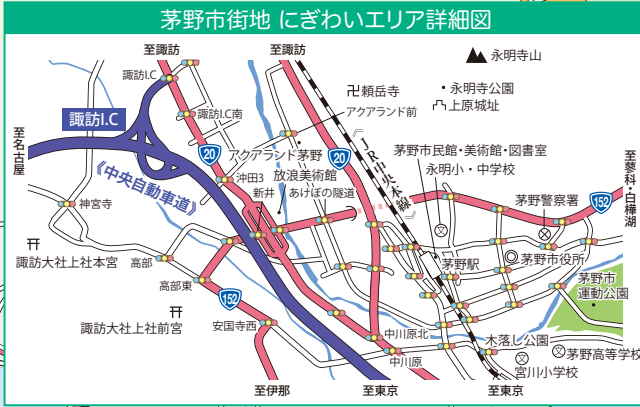 茅野市街地 にぎわいエリア詳細図
至諏訪
至諏訪
永明寺山
諏訪I.C
卍頼岳寺
永明寺公園
上原城址
アクアランド前
諏訪I.C南
諏訪I.C
《JR中央本線》
至名古屋
20
アクアランド茅野
20
茅野市民館・美術館・図書室
永明小・中学校
至蓼科・白樺湖
放浪美術館
沖田3
新井
あけぼの隧道
152
茅野警察署
《中央自動車道》
神宮寺
諏訪大社上社本宮
高部
茅野駅
茅野市役所
高部東
茅野市
運動公園
152
諏訪大社上社前宮
安国寺西
中川原北
木落し公園
中川原
茅野高等学校
宮川小学校
至伊那
至東京
至東京